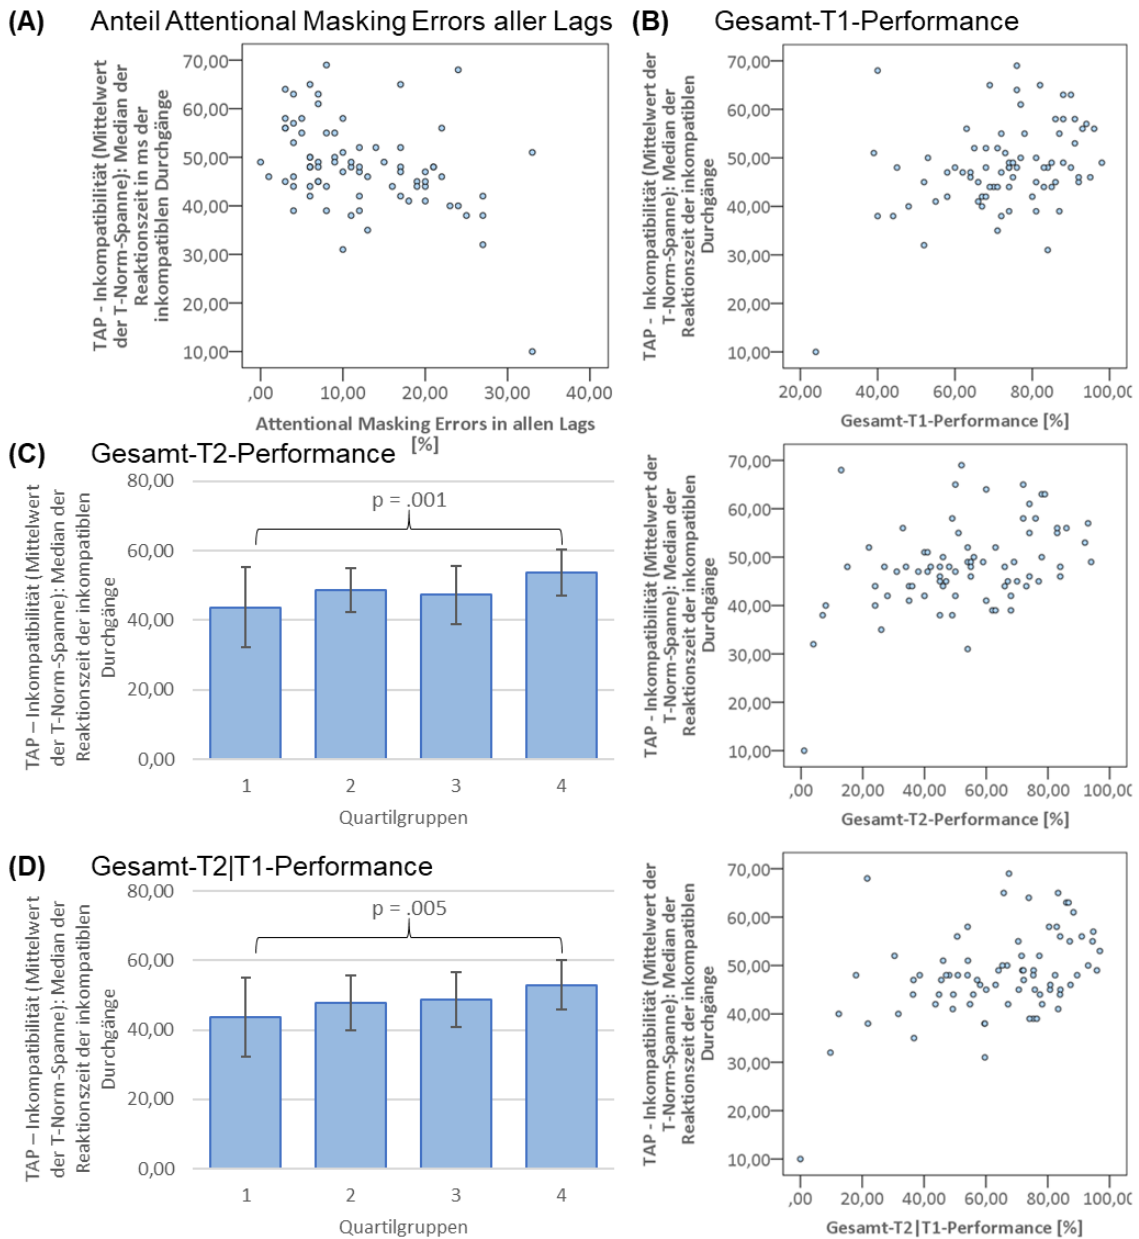 (A) Anteil Attentional Masking Errors aller Lags
TAP - Inkompatibilität (Mittelwert
der T-Norm-Spanne): Median der
Reaktionszeit in ms der
inkompatiblen Durchgänge
70,00
60,00
50,00
40,00
30,00
20,00
10,00
,00 10,00 20,00 30,00 40,00
Attentional Masking Errors in allen Lags
[%]
(B) Gesamt-T1-Performance
TAP - Inkompatibilität (Mittelwert der
T-Norm-Spanne): Median der
Reaktionszeit der inkompatiblen
Durchgänge
70,00
60,00
50,00
40,00
30,00
20,00
10,00
20,00 40,00 60,00 80,00 100,00
Gesamt-T1-Performance [%]
(C) Gesamt-T2-Performance
TAP – Inkompatibilität (Mittelwert
der T-Norm-Spanne): Median der
Reaktionszeit der inkompatiblen
Durchgänge
80,00
60,00
40,00
20,00
0,00
p = .001
1 2 3 4
Quartilgruppen
TAP - Inkompatibilität (Mittelwert der
T-Norm-Spanne): Median der
Reaktionszeit der inkompatiblen
Durchgänge
70,00
60,00
50,00
40,00
30,00
20,00
10,00
,00 20,00 40,00 60,00 80,00 100,00
Gesamt-T2-Performance [%]
(D) Gesamt-T2|T1-Performance
TAP – Inkompatibilität (Mittelwert
der T-Norm-Spanne): Median der
Reaktionszeit der inkompatiblen
Durchgänge
80,00
60,00
40,00
20,00
0,00
p = .005
1 2 3 4
Quartilgruppen
TAP - Inkompatibilität (Mittelwert der
T-Norm-Spanne): Median der
Reaktionszeit der inkompatiblen
Durchgänge
70,00
60,00
50,00
40,00
30,00
20,00
10,00
,00 20,00 40,00 60,00 80,00 100,00
Gesamt-T2|T1-Performance [%]